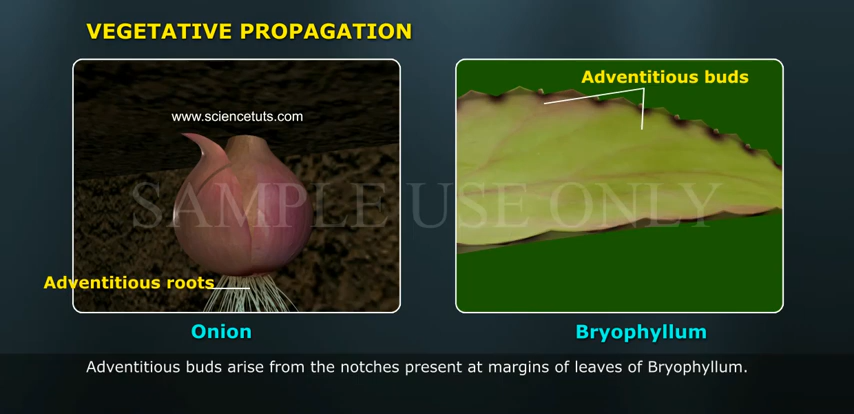 VEGETATIVE PROPAGATION
www.sciencetuts.com
Adventitious buds
SAMPLE USE ONLY
Adventitious roots
Onion
Bryophyllum
Adventitious buds arise from the notches present at margins of leaves of Bryophyllum.